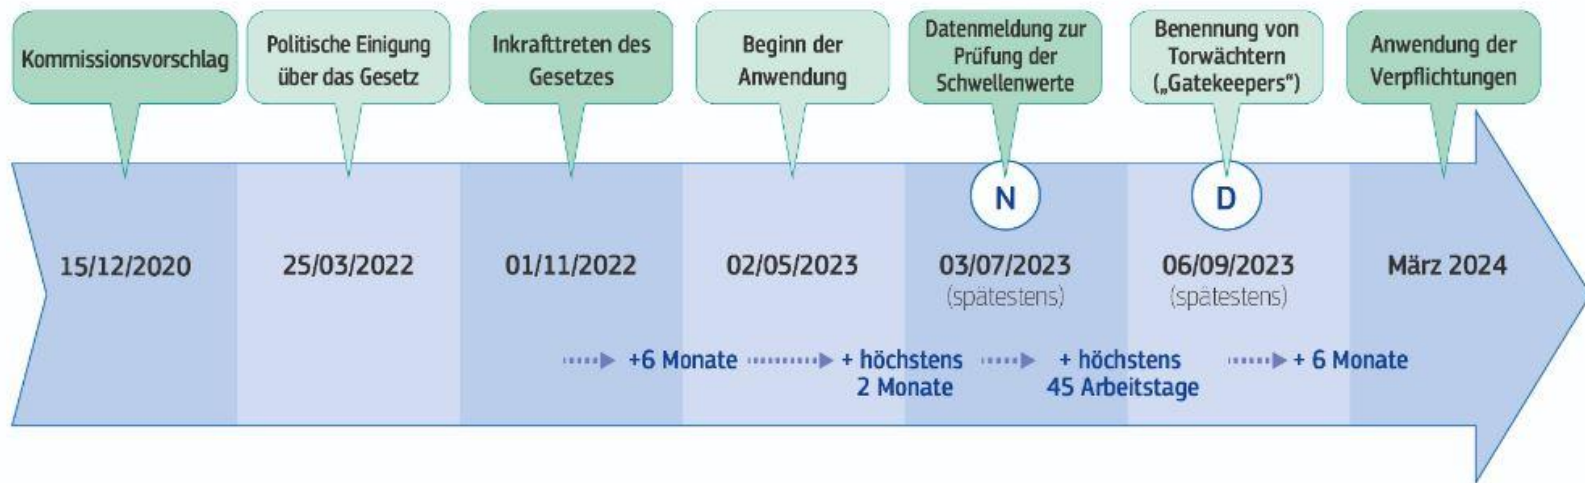 Kommissionsvorschlag
Politische Einigung
über das Gesetz
Inkrafttreten des
Gesetzes
Beginn der
Anwendung
Datenmeldung zur
Prüfung der
Schwellenwerte
Benennung von
Torwächtern
(„Gatekeepers“)
Anwendung der
Verpflichtungen
N
D
15/12/2020
25/03/2022
01/11/2022
02/05/2023
03/07/2023
(spätestens)
06/09/2023
(spätestens)
März 2024
+6 Monate
+ höchstens
2 Monate
+ höchstens
45 Arbeitstage
+ 6 Monate